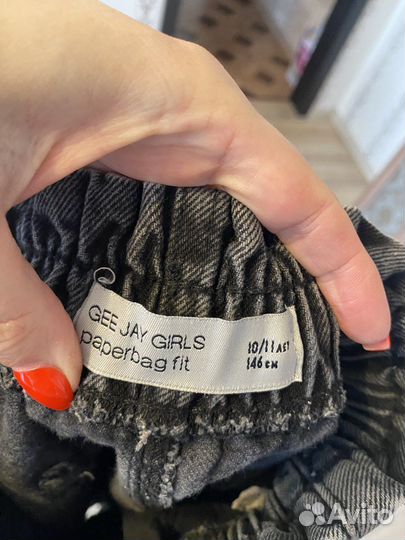 GEE JAY GIRLS
paperbag fit
10/11 ЛЕТ
146 СМ
Avito